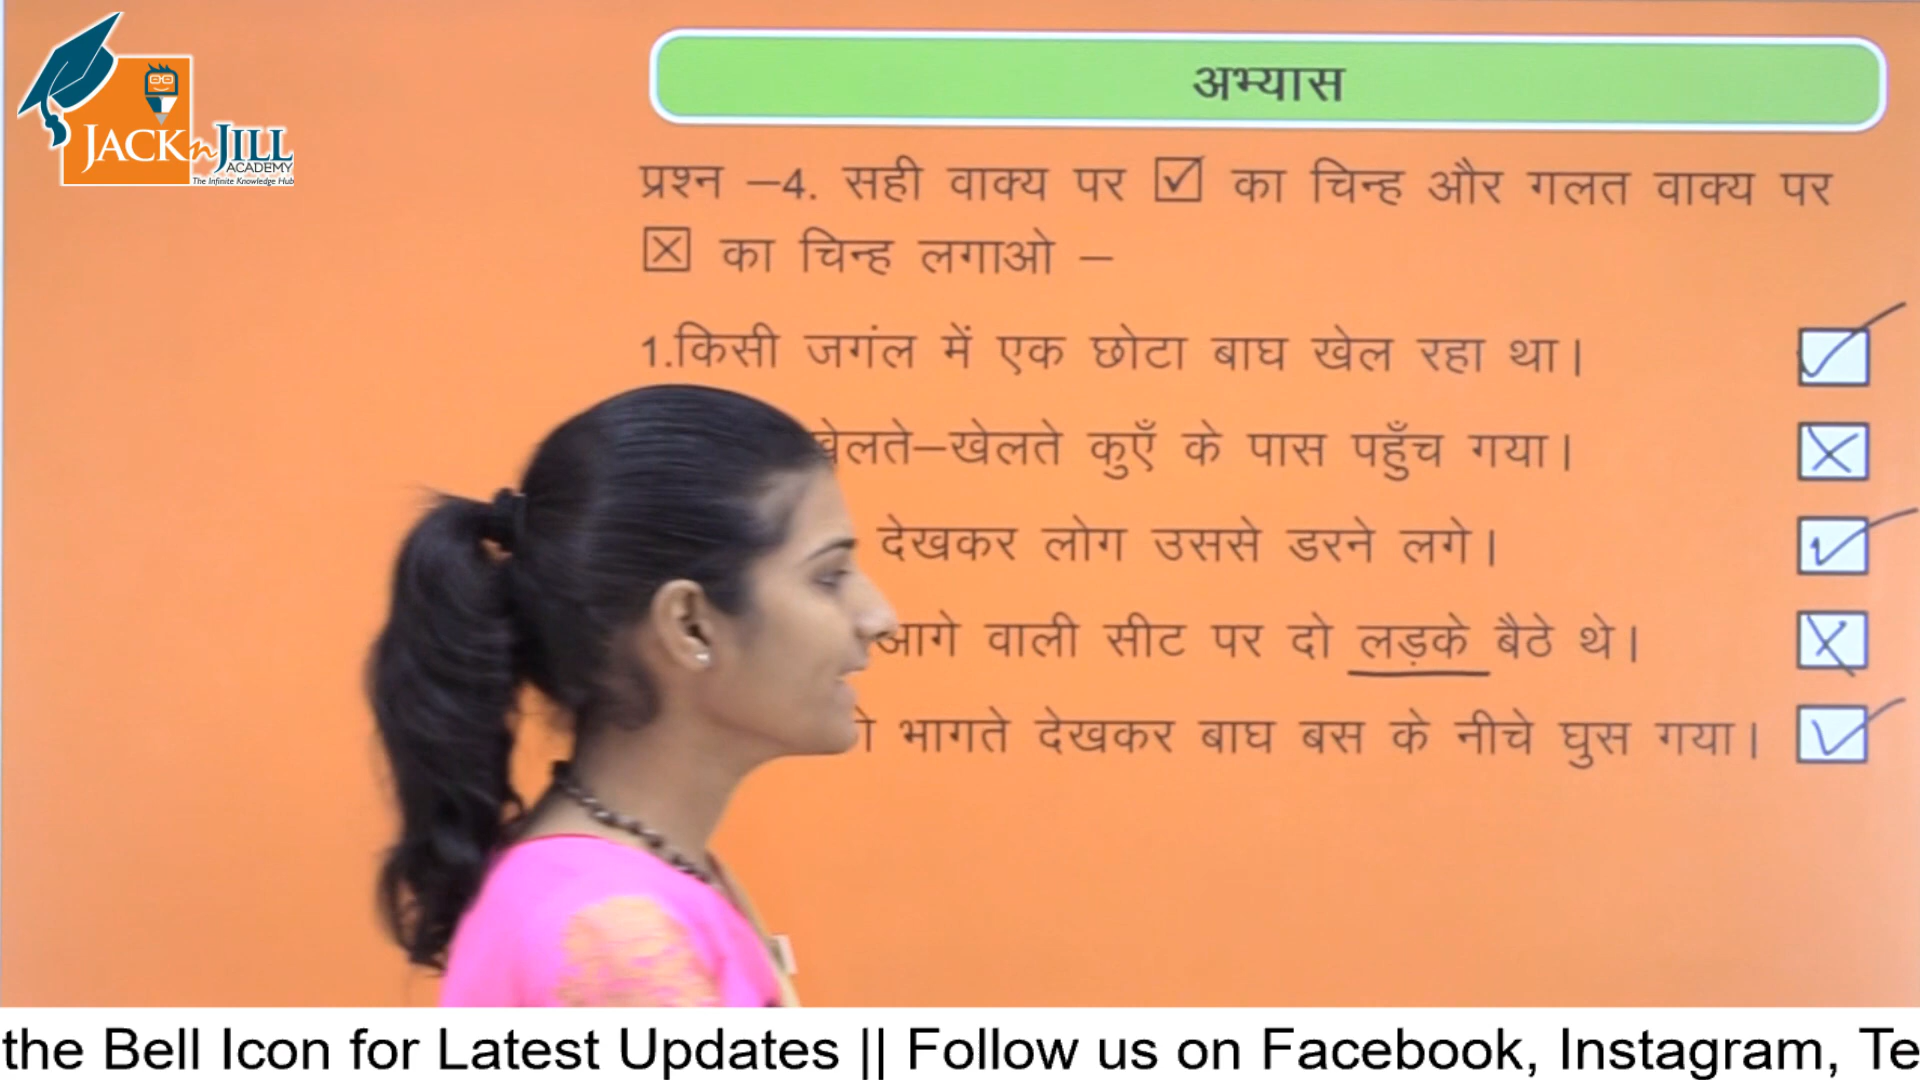 JACK n JILL
ACADEMY
The Infinite Knowledge Hub
अभ्यास
प्रश्न –4. सही वाक्य पर ☑ का चिन्ह और गलत वाक्य पर
☒ का चिन्ह लगाओ –
1.किसी जगंल में एक छोटा बाघ खेल रहा था।
खेलते–खेलते कुएँ के पास पहुँच गया।
देखकर लोग उससे डरने लगे।
आगे वाली सीट पर दो लड़के बैठे थे।
भागते देखकर बाघ बस के नीचे घुस गया।
the Bell Icon for Latest Updates || Follow us on Facebook, Instagram, Te